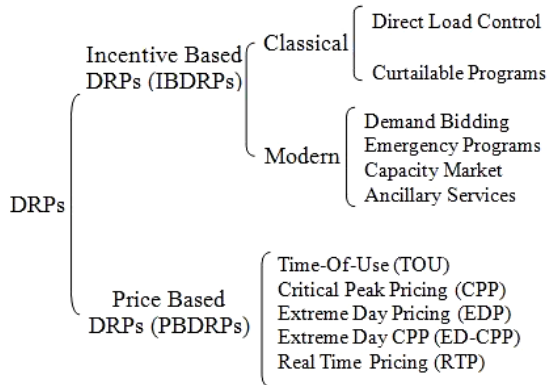 DRPs
Incentive Based
DRPs (IBDRPs)
Classical
Direct Load Control
Curtailable Programs
Modern
Demand Bidding
Emergency Programs
Capacity Market
Ancillary Services
Price Based
DRPs (PBDRPs)
Time-Of-Use (TOU)
Critical Peak Pricing (CPP)
Extreme Day Pricing (EDP)
Extreme Day CPP (ED-CPP)
Real Time Pricing (RTP)